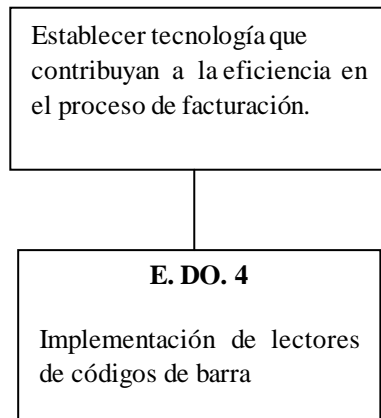 Establecer tecnología que
contribuyan a la eficiencia en
el proceso de facturación.
E. DO. 4
Implementación de lectores
de códigos de barra